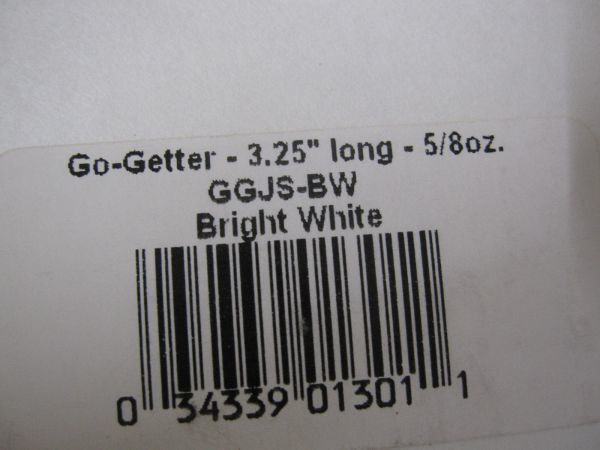 Go-Getter - 3.25" long - 5/8oz.
GGJS-BW
Bright White
0 34339 01301 1